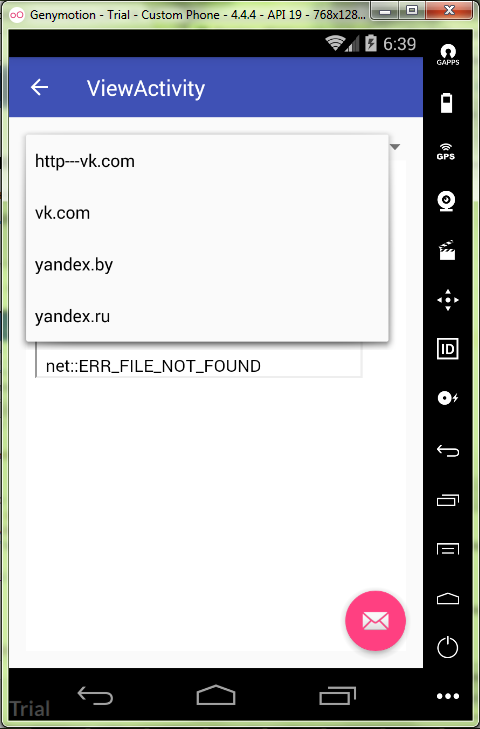 Genymotion - Trial - Custom Phone - 4.4.4 - API 19 - 768x128...
6:39
GAPPS
ViewActivity
GPS
http---vk.com
vk.com
yandex.by
yandex.ru
ID
net::ERR_FILE_NOT_FOUND
Trial